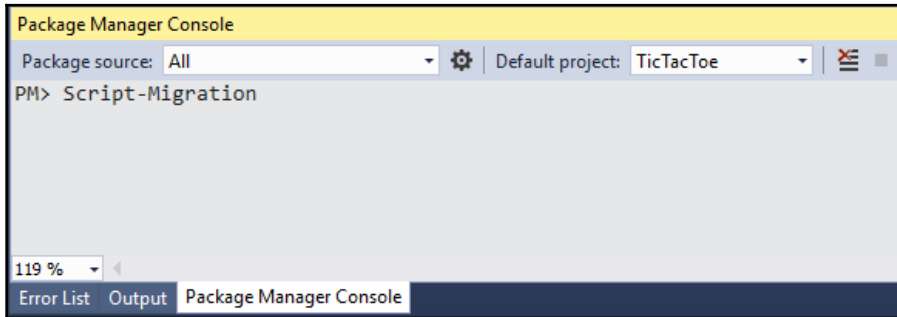 Package Manager Console
Package source: All Default project: TicTacToe
PM> Script-Migration
119 %
Error List Output Package Manager Console